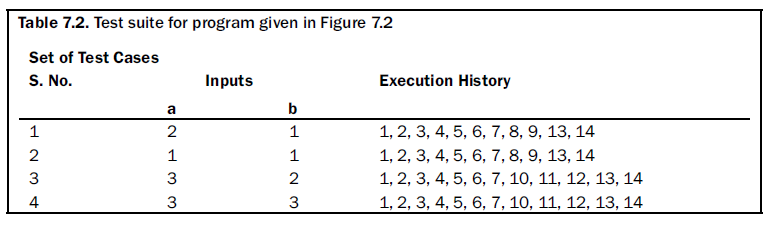 Table 7.2. Test suite for program given in Figure 7.2
Set of Test Cases
S. No. Inputs Execution History
a b
1 2 1 1, 2, 3, 4, 5, 6, 7, 8, 9, 13, 14
2 1 1 1, 2, 3, 4, 5, 6, 7, 8, 9, 13, 14
3 3 2 1, 2, 3, 4, 5, 6, 7, 10, 11, 12, 13, 14
4 3 3 1, 2, 3, 4, 5, 6, 7, 10, 11, 12, 13, 14